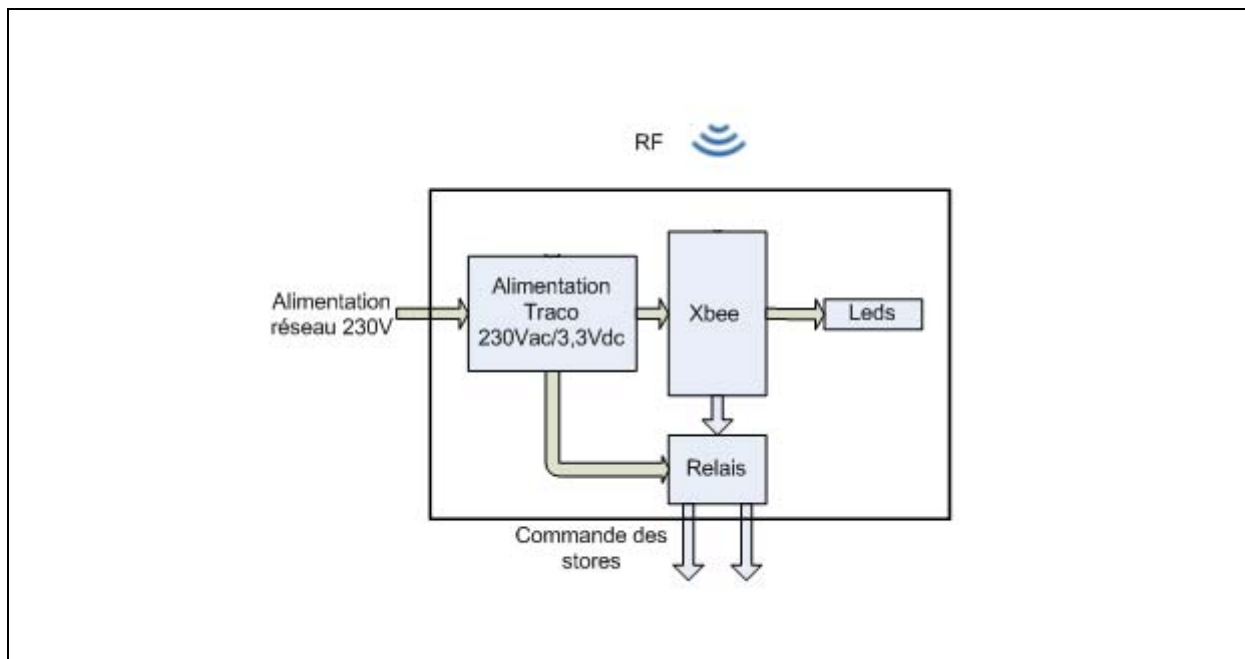 RF
Alimentation
réseau 230V
Alimentation
Traco
230Vac/3,3Vdc
Xbee
Leds
Relais
Commande des
stores